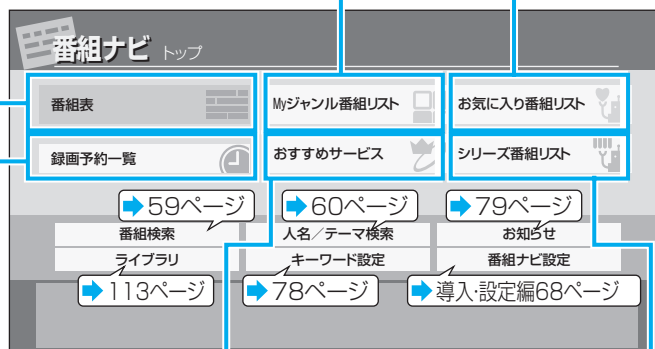 番組ナビ トップ
番組表
Myジャンル番組リスト
お気に入り番組リスト
録画予約一覧
おすすめサービス
シリーズ番組リスト
59ページ
60ページ
79ページ
番組検索
人名／テーマ検索
お知らせ
ライブラリ
キーワード設定
番組ナビ設定
113ページ
78ページ
導入・設定編68ページ